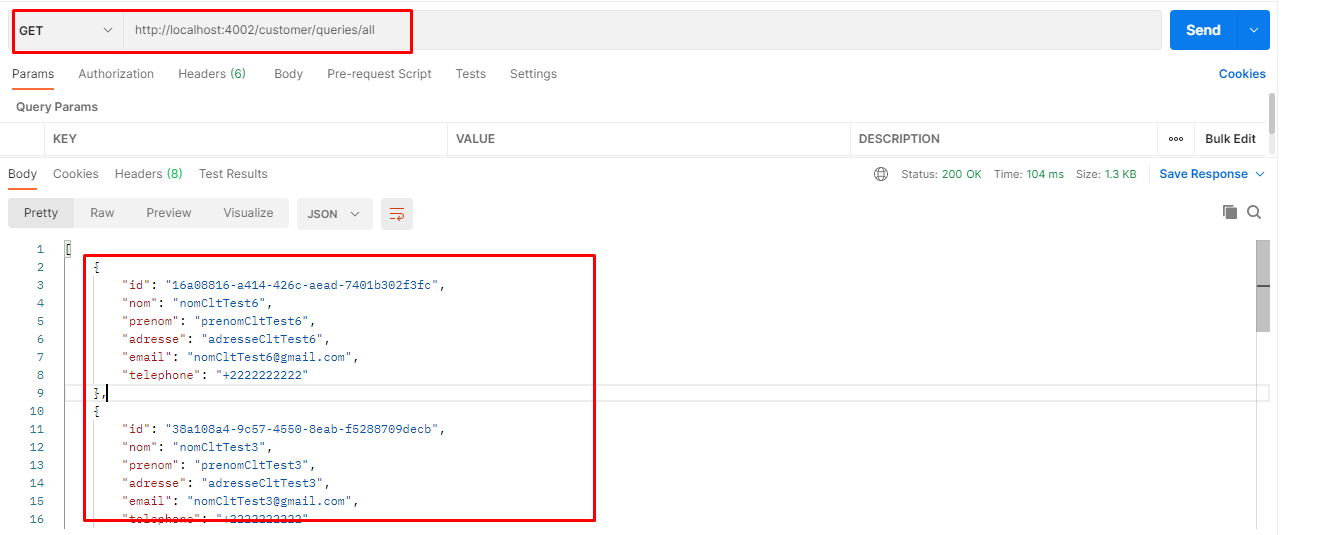 GET http://localhost:4002/customer/queries/all Send
Params Authorization Headers (6) Body Pre-request Script Tests Settings Cookies
Query Params
KEY VALUE DESCRIPTION ooo Bulk Edit
Body Cookies Headers (8) Test Results Status: 200 OK Time: 104 ms Size: 1.3 KB Save Response
Pretty Raw Preview Visualize JSON
1 [
2 {
3 "id": "16a08816-a414-426c-aead-7401b302f3fc",
4 "nom": "nomCltTest6",
5 "prenom": "prenomCltTest6",
6 "adresse": "adresseCltTest6",
7 "email": "nomCltTest6@gmail.com",
8 "telephone": "+2222222222"
9 },
10 {
11 "id": "38a108a4-9c57-4550-8eab-f5288709decb",
12 "nom": "nomCltTest3",
13 "prenom": "prenomCltTest3",
14 "adresse": "adresseCltTest3",
15 "email": "nomCltTest3@gmail.com",
16 "telephone": "+2222222222"